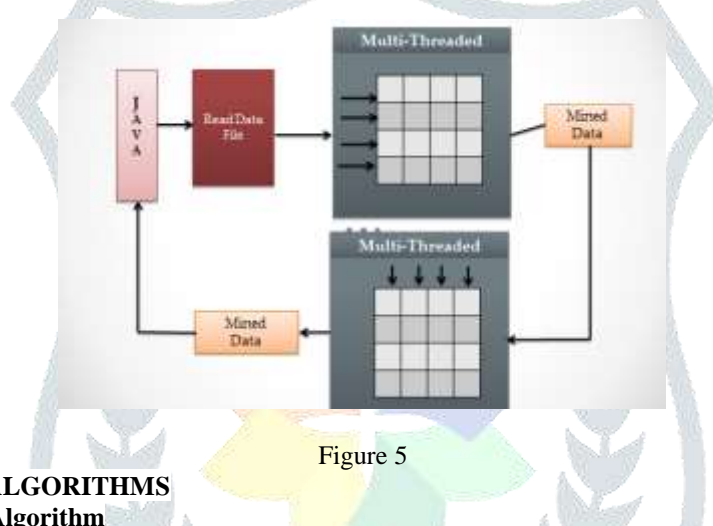 Multi-Threaded
J
A
V
A
Read Data
File
Mined
Data
Multi-Threaded
Mined
Data
Figure 5
ALGORITHMS
Algorithm